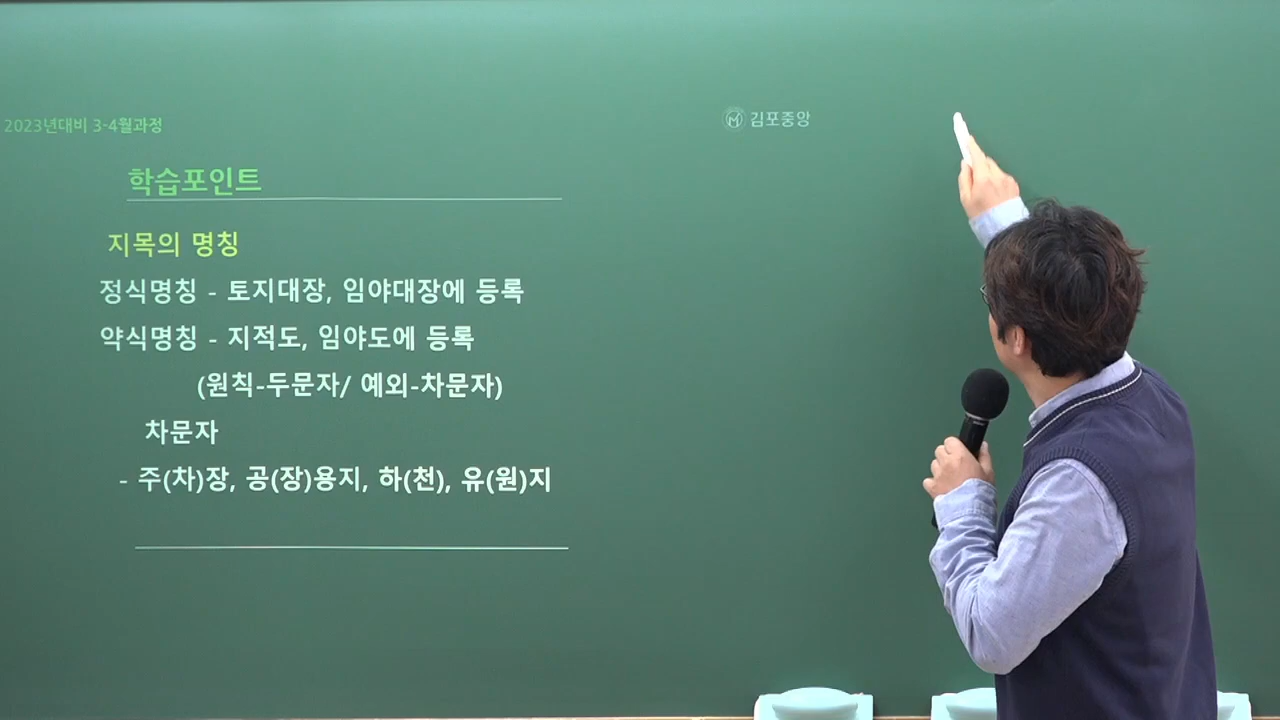 2023년대비 3-4월과정
김포중앙
학습포인트
지목의 명칭
정식명칭 - 토지대장, 임야대장에 등록
약식명칭 - 지적도, 임야도에 등록
(원칙-두문자/ 예외-차문자)
차문자
- 주(차)장, 공(장)용지, 하(천), 유(원)지